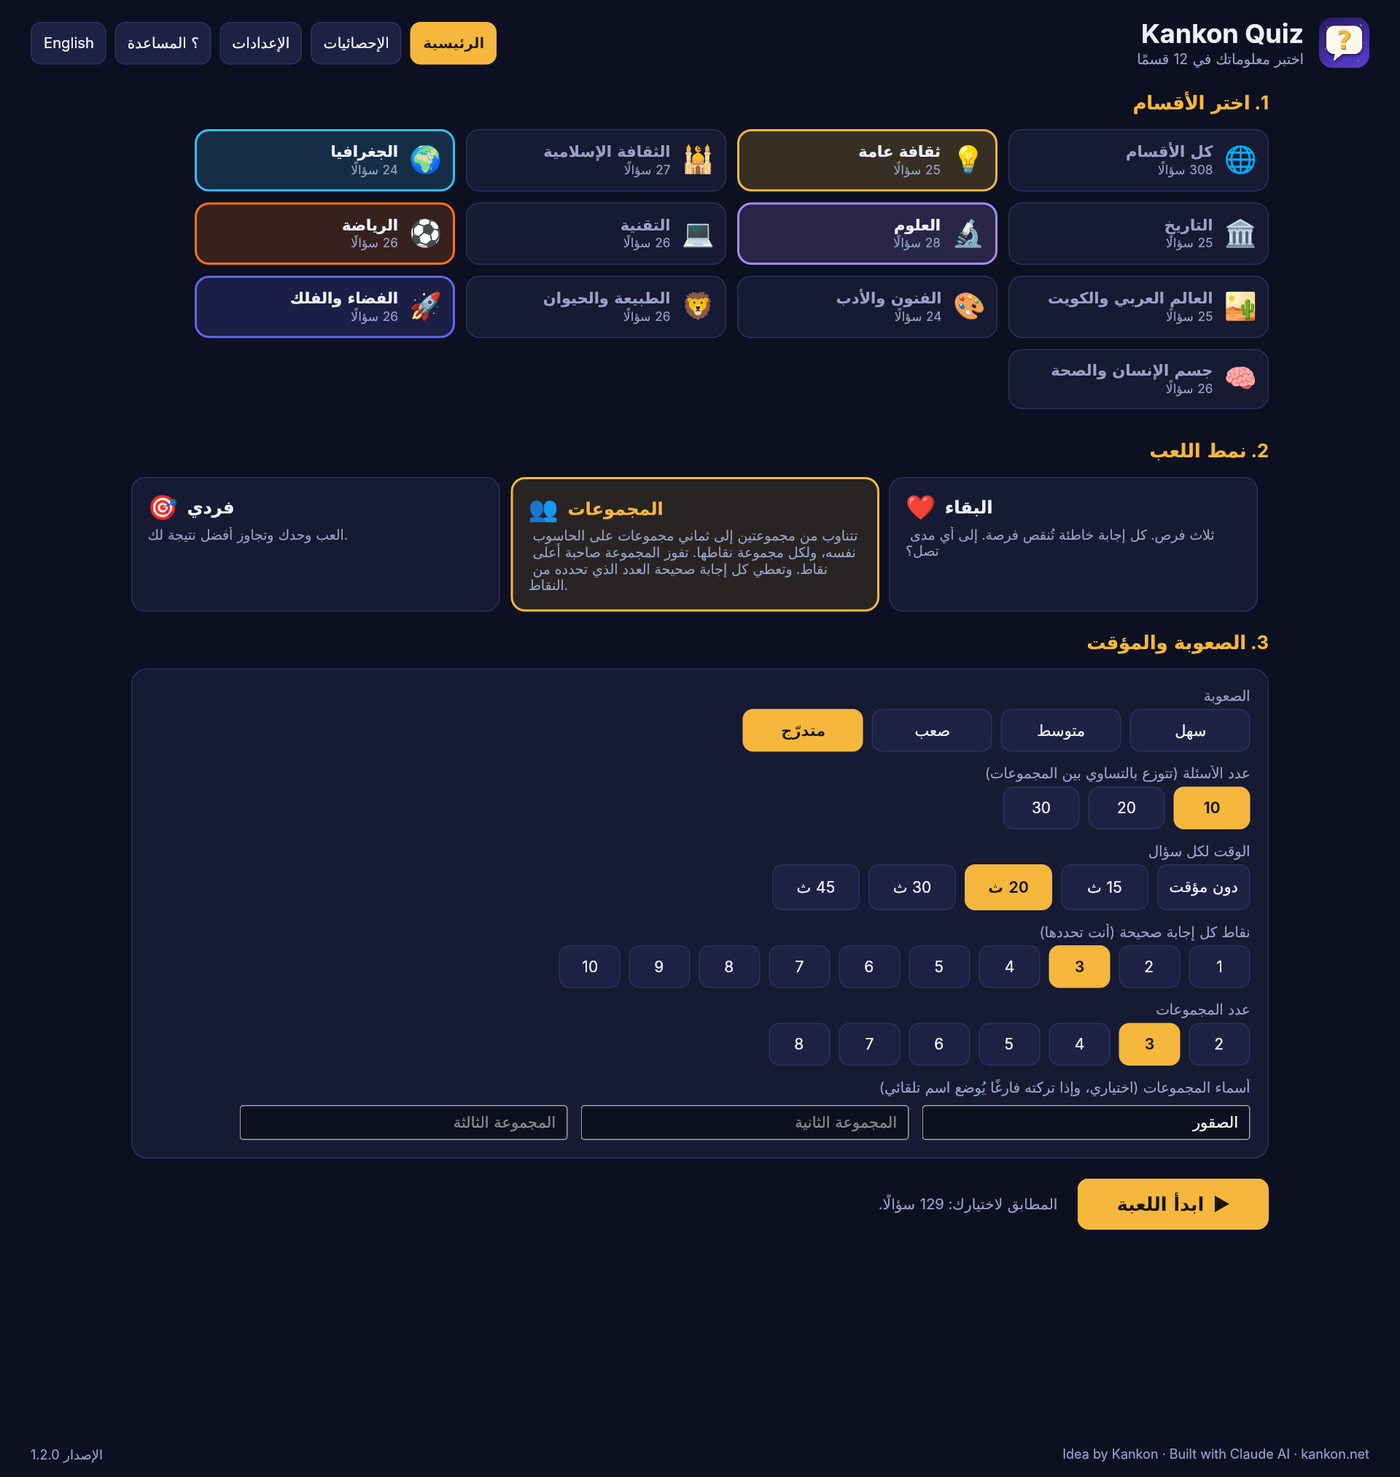 Kankon Quiz
اختبر معلوماتك في 12 قسمًا
الرئيسية
الإحصائيات
الإعدادات
؟ المساعدة
English
1. اختر الأقسام
كل الأقسام
308 سؤالًا
ثقافة عامة
25 سؤالًا
الثقافة الإسلامية
27 سؤالًا
الجغرافيا
24 سؤالًا
التاريخ
25 سؤالًا
العلوم
28 سؤالًا
التقنية
26 سؤالًا
الرياضة
26 سؤالًا
العالم العربي والكويت
25 سؤالًا
الفنون والأدب
24 سؤالًا
الطبيعة والحيوان
26 سؤالًا
الفضاء والفلك
26 سؤالًا
جسم الإنسان والصحة
26 سؤالًا
2. نمط اللعب
البقاء
ثلاث فرص. كل إجابة خاطئة تُنقص فرصة. إلى أي مدى
تصل؟
المجموعات
تتناوب من مجموعتين إلى ثماني مجموعات على الحاسوب
نفسه، ولكل مجموعة نقاطها. تفوز المجموعة صاحبة أعلى
نقاط. وتعطي كل إجابة صحيحة العدد الذي تحدده من
النقاط.
فردي
العب وحدك وتجاوز أفضل نتيجة لك.
3. الصعوبة والمؤقت
الصعوبة
سهل
متوسط
صعب
متدرّج
عدد الأسئلة (تتوزع بالتساوي بين المجموعات)
10
20
30
الوقت لكل سؤال
دون مؤقت
15 ث
20 ث
30 ث
45 ث
نقاط كل إجابة صحيحة (أنت تحددها)
1
2
3
4
5
6
7
8
9
10
عدد المجموعات
2
3
4
5
6
7
8
أسماء المجموعات (اختياري، وإذا تركته فارغًا يُوضع اسم تلقائي)
الصقور
المجموعة الثانية
المجموعة الثالثة
▶ ابدأ اللعبة
المطابق لاختيارك: 129 سؤالًا.
Idea by Kankon · Built with Claude AI · kankon.net
الإصدار 1.2.0